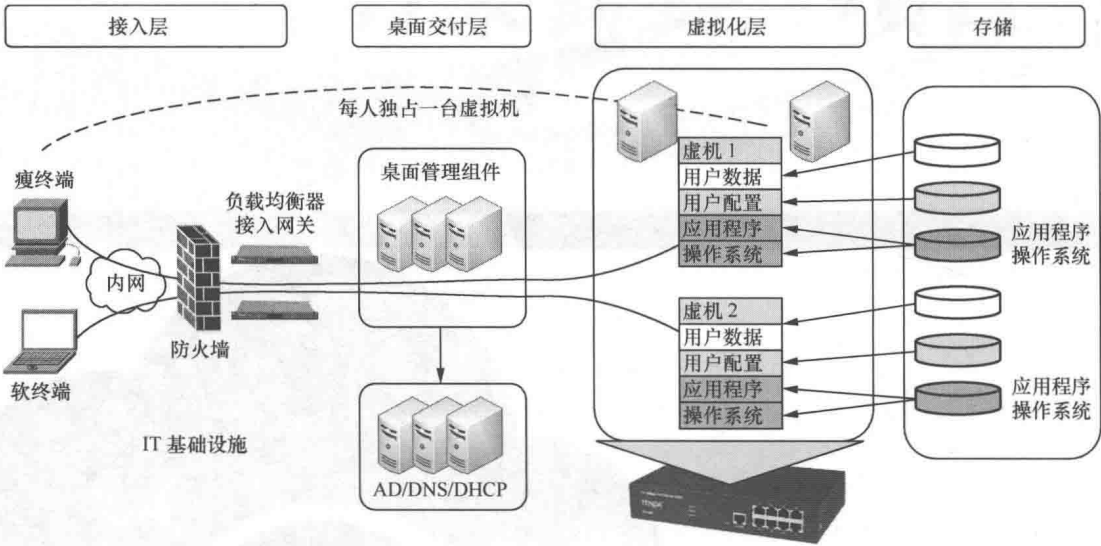 接入层
桌面交付层
虚拟化层
存储
每人独占一台虚拟机
瘦终端
负载均衡器
接入网关
桌面管理组件
虚机 1
用户数据
用户配置
应用程序
操作系统
应用程序
操作系统
内网
防火墙
软终端
虚机 2
用户数据
用户配置
应用程序
操作系统
应用程序
操作系统
IT 基础设施
AD/DNS/DHCP